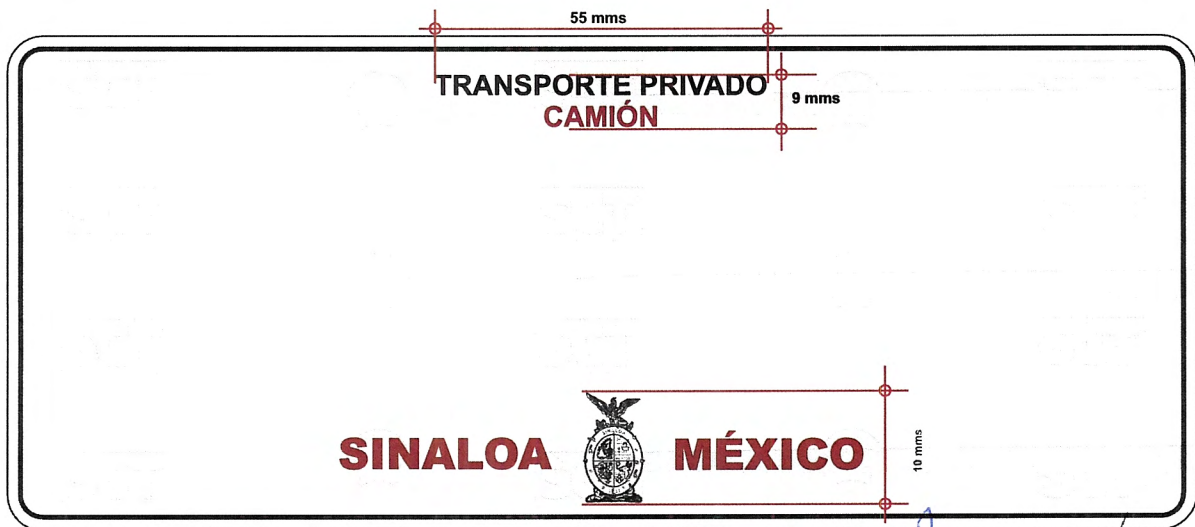 55 mms
TRANSPORTE PRIVADO
9 mms
CAMIÓN
10 mms
SINALOA MÉXICO